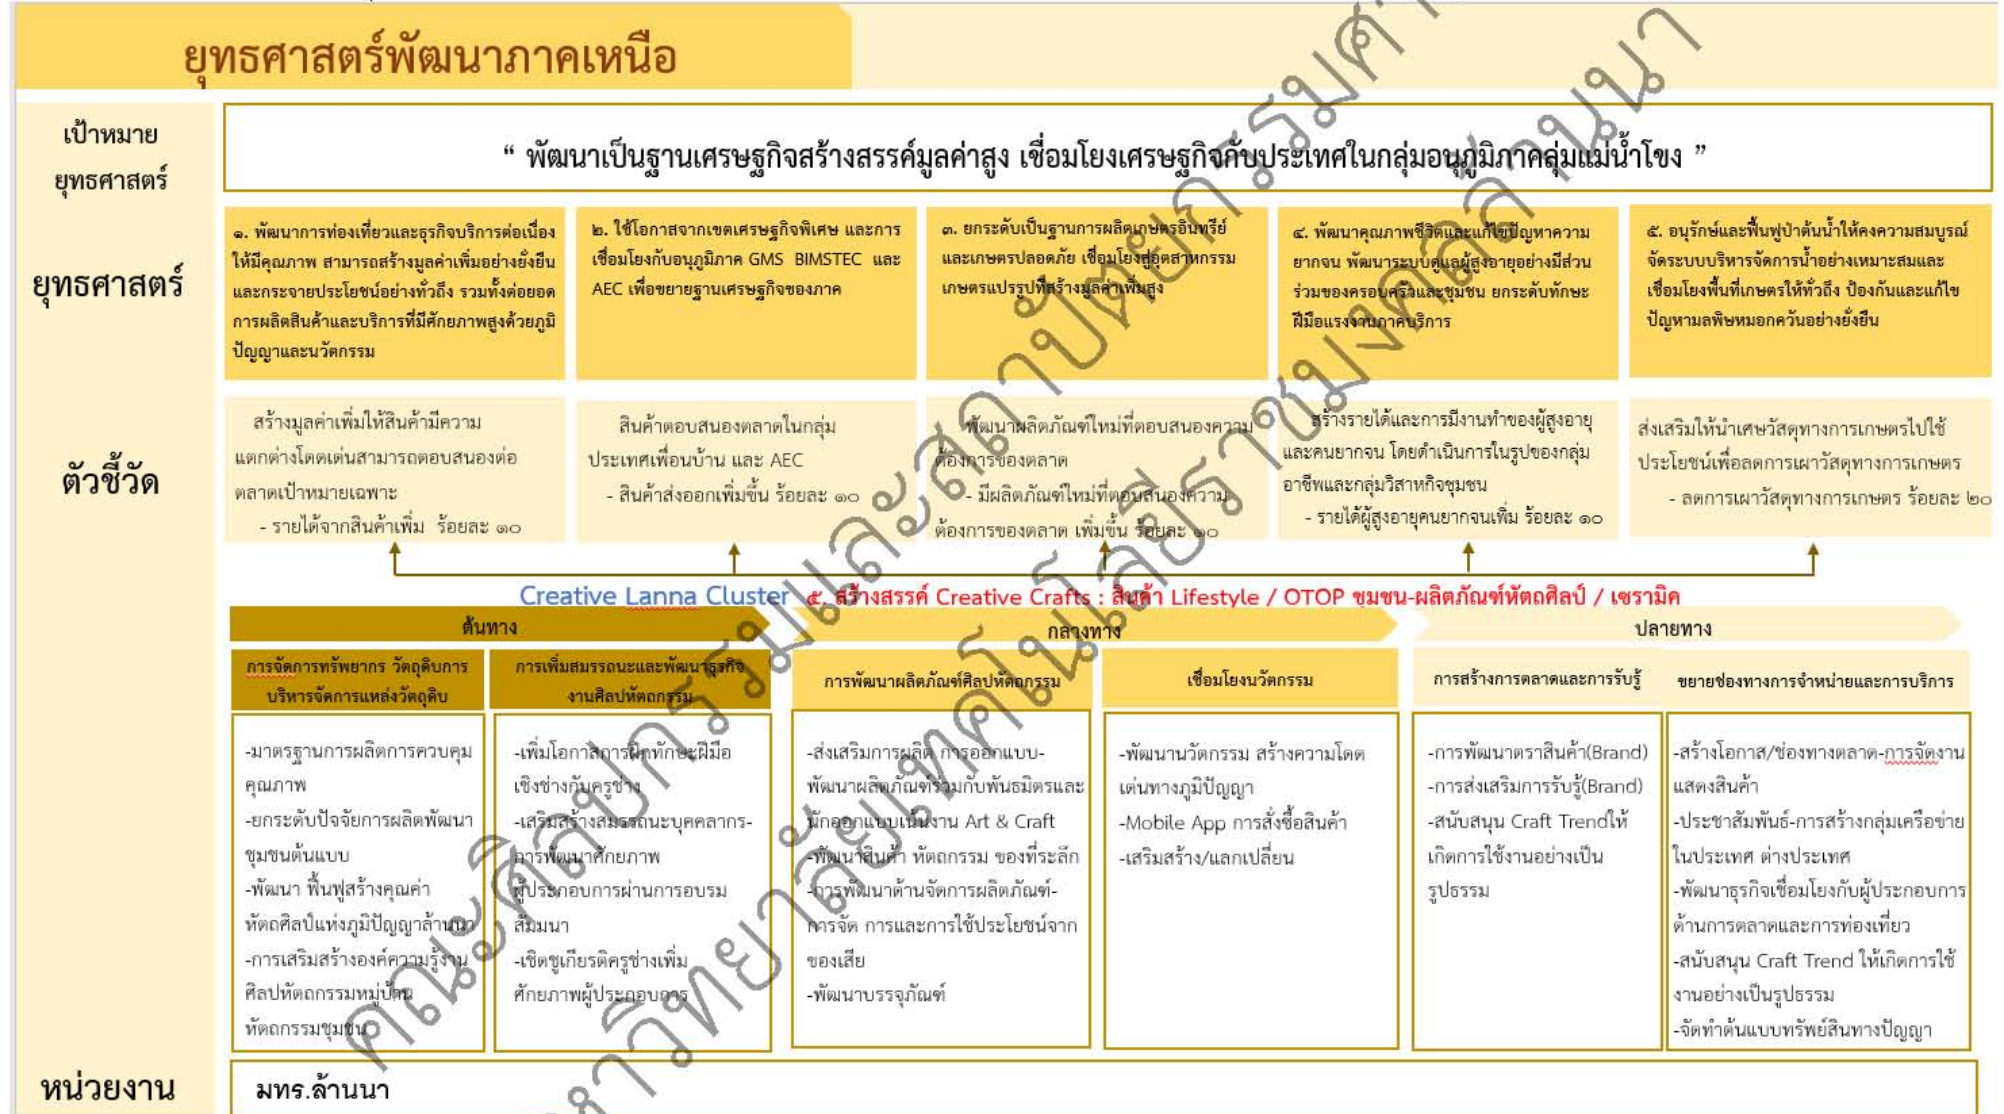 ยุทธศาสตร์พัฒนาภาคเหนือ
เป้าหมาย
ยุทธศาสตร์
“ พัฒนาเป็นฐานเศรษฐกิจสร้างสรรค์มูลค่าสูง เชื่อมโยงเศรษฐกิจกับประเทศในกลุ่มอนุภูมิภาคลุ่มแม่น้ำโขง ”
ยุทธศาสตร์
๑. พัฒนาการท่องเที่ยวและธุรกิจบริการต่อเนื่อง
ให้มีคุณภาพ สามารถสร้างมูลค่าเพิ่มอย่างยั่งยืน
และกระจายประโยชน์อย่างทั่วถึง รวมทั้งต่อยอด
การผลิตสินค้าและบริการที่มีศักยภาพสูงด้วยภูมิ
ปัญญาและนวัตกรรม
๒. ใช้โอกาสจากเขตเศรษฐกิจพิเศษ และการ
เชื่อมโยงกับอนุภูมิภาค GMS BIMSTEC และ
AEC เพื่อขยายฐานเศรษฐกิจของภาค
๓. ยกระดับเป็นฐานการผลิตเกษตรอินทรีย์
และเกษตรปลอดภัย เชื่อมโยงสู่อุตสาหกรรม
เกษตรแปรรูปที่สร้างมูลค่าเพิ่มสูง
๔. พัฒนาคุณภาพชีวิตและแก้ไขปัญหาความ
ยากจน พัฒนาระบบดูแลผู้สูงอายุอย่างมีส่วน
ร่วมของครอบครัวและชุมชน ยกระดับทักษะ
ฝีมือแรงงานภาคบริการ
๕. อนุรักษ์และฟื้นฟูป่าต้นน้ำให้คงความสมบูรณ์
จัดระบบบริหารจัดการน้ำอย่างเหมาะสมและ
เชื่อมโยงพื้นที่เกษตรให้ทั่วถึง ป้องกันและแก้ไข
ปัญหามลพิษหมอกควันอย่างยั่งยืน
ตัวชี้วัด
สร้างมูลค่าเพิ่มให้สินค้ามีความ
แตกต่างโดดเด่นสามารถตอบสนองต่อ
ตลาดเป้าหมายเฉพาะ
- รายได้จากสินค้าเพิ่ม ร้อยละ ๑๐
สินค้าตอบสนองตลาดในกลุ่ม
ประเทศเพื่อนบ้าน และ AEC
- สินค้าส่งออกเพิ่มขึ้น ร้อยละ ๑๐
พัฒนาผลิตภัณฑ์ใหม่ที่ตอบสนองความ
ต้องการของตลาด
- มีผลิตภัณฑ์ใหม่ที่ตอบสนองความ
ต้องการของตลาด เพิ่มขึ้น ร้อยละ ๑๐
สร้างรายได้และการมีงานทำของผู้สูงอายุ
และคนยากจน โดยดำเนินการในรูปของกลุ่ม
อาชีพและกลุ่มวิสาหกิจชุมชน
- รายได้ผู้สูงอายุคนยากจนเพิ่ม ร้อยละ ๑๐
ส่งเสริมให้นำเศษวัสดุทางการเกษตรไปใช้
ประโยชน์เพื่อลดการเผาวัสดุทางการเกษตร
- ลดการเผาวัสดุทางการเกษตร ร้อยละ ๒๐
Creative Lanna Cluster ๕. สร้างสรรค์ Creative Crafts : สินค้า Lifestyle / OTOP ชุมชน-ผลิตภัณฑ์หัตถศิลป์ / เซรามิค
ต้นทาง
กลางทาง
ปลายทาง
การจัดการทรัพยากร วัตถุดิบการ
บริหารจัดการแหล่งวัตถุดิบ
การเพิ่มสมรรถนะและพัฒนาธุรกิจ
งานศิลปหัตถกรรม
การพัฒนาผลิตภัณฑ์ศิลปหัตถกรรม
เชื่อมโยงนวัตกรรม
การสร้างการตลาดและการรับรู้
ขยายช่องทางการจำหน่ายและการบริการ
-มาตรฐานการผลิตการควบคุม
คุณภาพ
-ยกระดับปัจจัยการผลิตพัฒนา
ชุมชนต้นแบบ
-พัฒนา ฟื้นฟูสร้างคุณค่า
หัตถศิลป์แห่งภูมิปัญญาล้านนา
-การเสริมสร้างองค์ความรู้งาน
ศิลปหัตถกรรมหมู่บ้าน
หัตถกรรมชุมชน
-เพิ่มโอกาสการฝึกทักษะฝีมือ
เชิงช่างกับครูช่าง
-เสริมสร้างสมรรถนะบุคคลากร-
การพัฒนาศักยภาพ
ผู้ประกอบการผ่านการอบรม
สัมมนา
-เชิดชูเกียรติครูช่างเพิ่ม
ศักยภาพผู้ประกอบการ
-ส่งเสริมการผลิต การออกแบบ-
พัฒนาผลิตภัณฑ์ร่วมกับพันธมิตรและ
นักออกแบบเน้นงาน Art & Craft
-พัฒนาสินค้า หัตถกรรม ของที่ระลึก
-การพัฒนาด้านจัดการผลิตภัณฑ์-
การจัด การและการใช้ประโยชน์จาก
ของเสีย
-พัฒนาบรรจุภัณฑ์
-พัฒนานวัตกรรม สร้างความโดด
เด่นทางภูมิปัญญา
-Mobile App การสั่งซื้อสินค้า
-เสริมสร้าง/แลกเปลี่ยน
-การพัฒนาตราสินค้า(Brand)
-การส่งเสริมการรับรู้(Brand)
-สนับสนุน Craft Trendให้
เกิดการใช้งานอย่างเป็น
รูปธรรม
-สร้างโอกาส/ช่องทางตลาด-การจัดงาน
แสดงสินค้า
-ประชาสัมพันธ์-การสร้างกลุ่มเครือข่าย
ในประเทศ ต่างประเทศ
-พัฒนาธุรกิจเชื่อมโยงกับผู้ประกอบการ
ด้านการตลาดและการท่องเที่ยว
-สนับสนุน Craft Trend ให้เกิดการใช้
งานอย่างเป็นรูปธรรม
-จัดทำต้นแบบทรัพย์สินทางปัญญา
หน่วยงาน
มทร.ล้านนา
คณะศิลปกรรมและสถาปัตยกรรมศา
หาวิทยาลัยเทคโนโลยีราชมงคลล้านนา